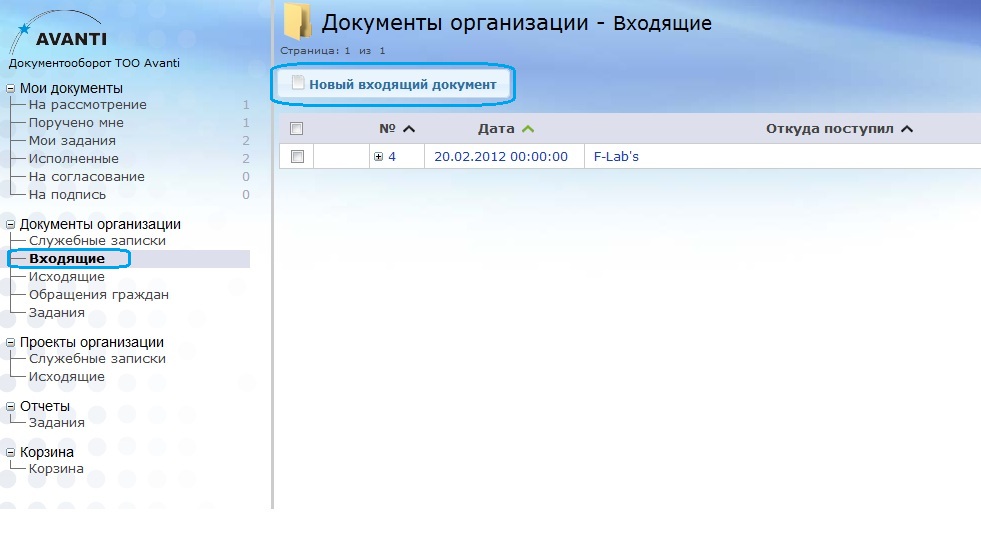 AVANTI
Документооборот ТОО Avanti
Мои документы
На рассмотрение 1
Поручено мне 1
Мои задания 2
Исполненные 2
На согласование 0
На подпись 0
Документы организации
Служебные записки
Входящие
Исходящие
Обращения граждан
Задания
Проекты организации
Служебные записки
Исходящие
Отчеты
Задания
Корзина
Корзина
Документы организации - Входящие
Страница: 1 из 1
Новый входящий документ
№ Дата Откуда поступил
4 20.02.2012 00:00:00 F-Lab's